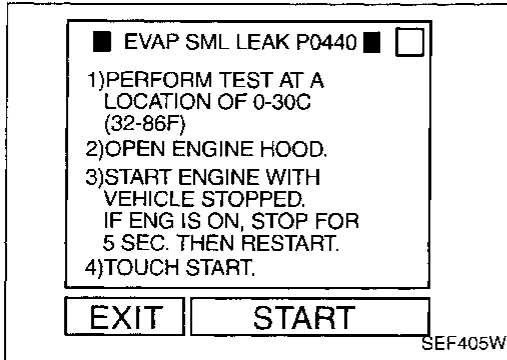 EVAP SML LEAK P0440
1)PERFORM TEST AT A
LOCATION OF 0-30C
(32-86F)
2)OPEN ENGINE HOOD.
3)START ENGINE WITH
VEHICLE STOPPED.
IF ENG IS ON, STOP FOR
5 SEC. THEN RESTART.
4)TOUCH START.
EXIT START
SEF405W